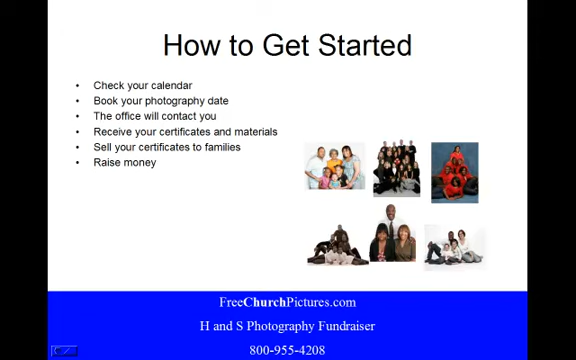 How to Get Started
• Check your calendar
• Book your photography date
• The office will contact you
• Receive your certificates and materials
• Sell your certificates to families
• Raise money
FreeChurchPictures.com
H and S Photography Fundraiser
800-955-4208